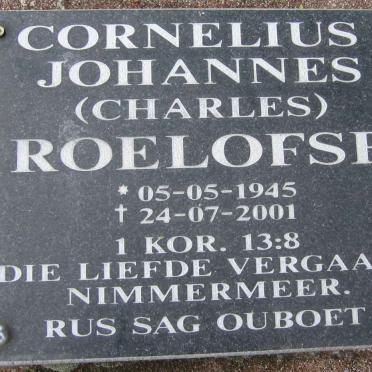 CORNELIUS
JOHANNES
(CHARLES)
ROELOFSE
* 05-05-1945
† 24-07-2001
1 KOR. 13:8
DIE LIEFDE VERGAA
NIMMERMEER.
RUS SAG OUBOET